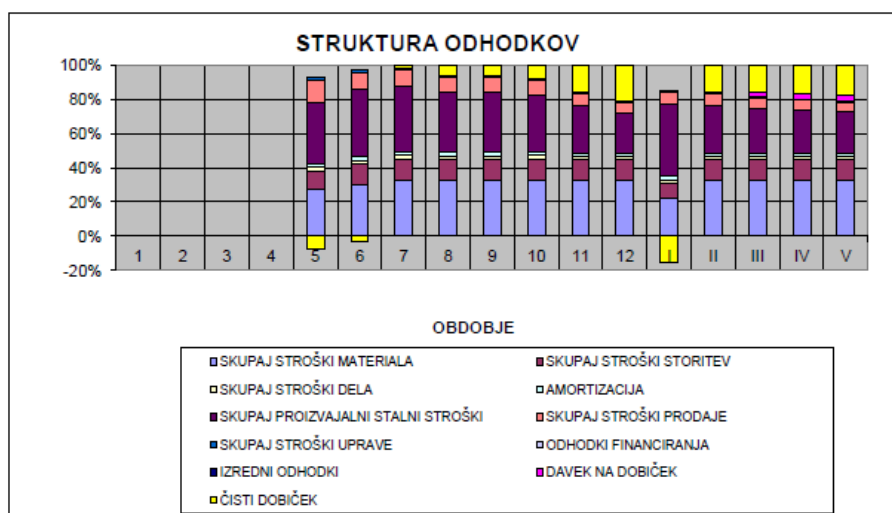 STRUKTURA ODHODKOV
100%
80%
60%
40%
20%
0%
-20%
1 2 3 4 5 6 7 8 9 10 11 12 I II III IV V
OBDOBJE
SKUPAJ STROŠKI MATERIALA SKUPAJ STROŠKI STORITEV
SKUPAJ STROŠKI DELA AMORTIZACIJA
SKUPAJ PROIZVAJALNI STALNI STROŠKI SKUPAJ STROŠKI PRODAJE
SKUPAJ STROŠKI UPRAVE ODHODKI FINANCIRANJA
IZREDNI ODHODKI DAVEK NA DOBIČEK
ČISTI DOBIČEK